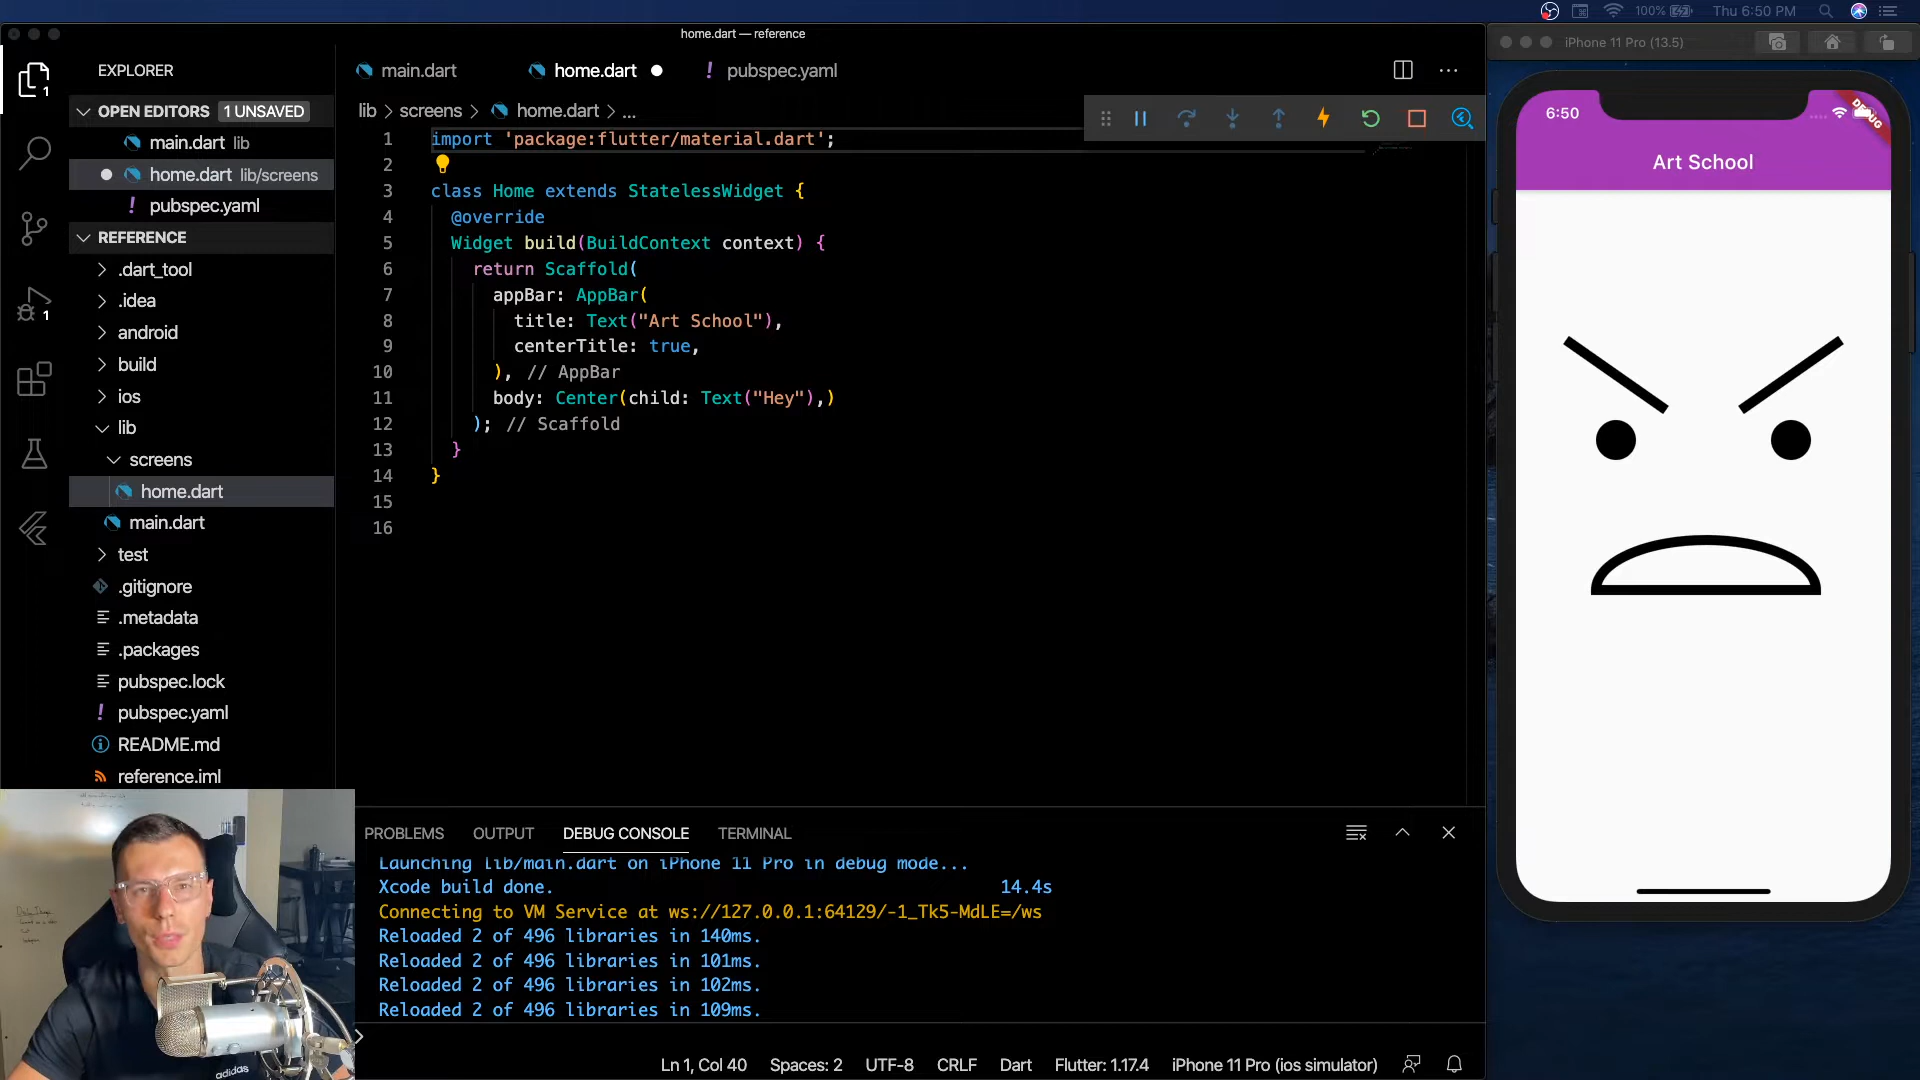 100%
Thu 6:50 PM
home.dart — reference
iPhone 11 Pro (13.5)
EXPLORER
OPEN EDITORS 1 UNSAVED
main.dart lib
home.dart lib/screens
! pubspec.yaml
REFERENCE
.dart_tool
.idea
android
build
ios
lib
screens
home.dart
main.dart
test
.gitignore
.metadata
.packages
pubspec.lock
! pubspec.yaml
README.md
reference.iml
1
1
main.dart
home.dart
! pubspec.yaml
lib > screens > home.dart > ...
1 import 'package:flutter/material.dart';
2
3 class Home extends StatelessWidget {
4 @override
5 Widget build(BuildContext context) {
6 return Scaffold(
7 appBar: AppBar(
8 title: Text("Art School"),
9 centerTitle: true,
10 ), // AppBar
11 body: Center(child: Text("Hey"),)
12 ); // Scaffold
13 }
14 }
15
16
PROBLEMS OUTPUT DEBUG CONSOLE TERMINAL
Launching lib/main.dart on iPhone 11 Pro in debug mode...
Xcode build done. 14.4s
Connecting to VM Service at ws://127.0.0.1:64129/-1_Tk5-MdLE=/ws
Reloaded 2 of 496 libraries in 140ms.
Reloaded 2 of 496 libraries in 101ms.
Reloaded 2 of 496 libraries in 102ms.
Reloaded 2 of 496 libraries in 109ms.
Ln 1, Col 40 Spaces: 2 UTF-8 CRLF Dart Flutter: 1.17.4 iPhone 11 Pro (ios simulator)
6:50
DEBUG
Art School
adidas